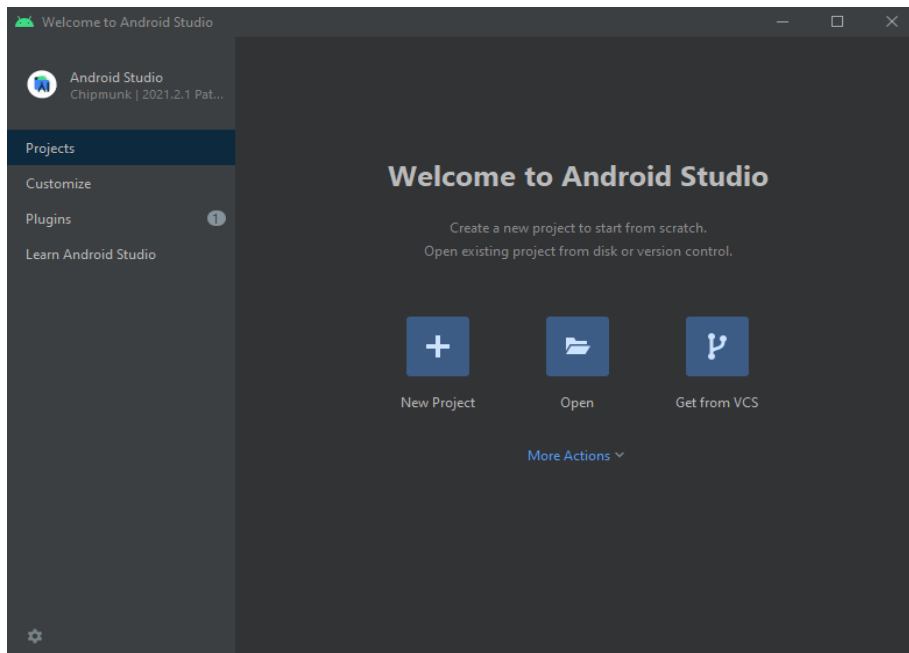 Welcome to Android Studio
Android Studio
Chipmunk | 2021.2.1 Pat...
Projects
Customize
Plugins
1
Learn Android Studio
Welcome to Android Studio
Create a new project to start from scratch.
Open existing project from disk or version control.
New Project
Open
Get from VCS
More Actions